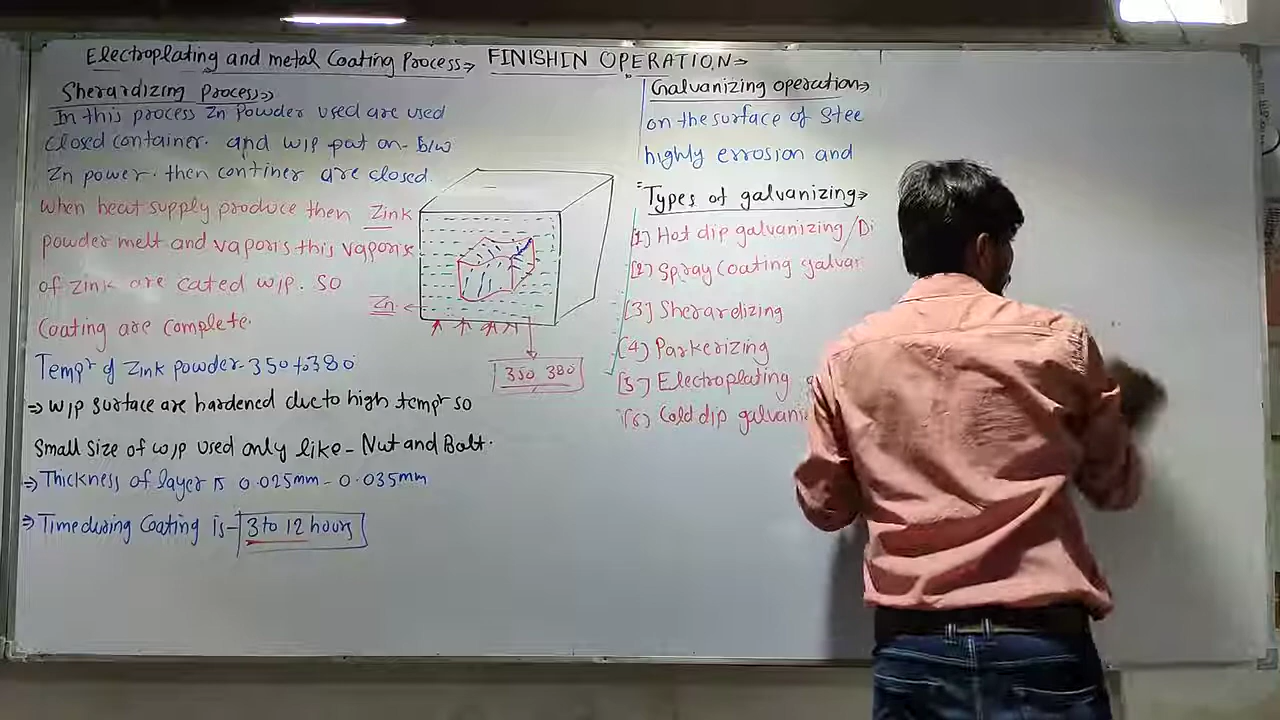 Electroplating and metal Coating Process→ FINISHIN OPERATION→
Sherardizing Process→
In this process Zn Powder used are used
closed container. and w/p put on- b/w
Zn power. then continer are closed.
When heat supply produce then Zink
powder melt and vaporis this vaporise
of zink are cated w/p. so
Coating are complete.
Temp^r of Zink powder-350 to 380
⇒ w/p surface are hardened due to high temp^r so
Small size of w/p used only like - Nut and Bolt.
⇒ Thickness of layer is 0.025mm - 0.035mm
⇒ Time during Coating is- 3 to 12 hours
Zn
350 380
Galvanizing operation→
on the surface of Stee
highly errosion and
Types of galvanizing→
[1] Hot dip galvanizing / Di
[2] Spray Coating galvani
[3] Sherardizing
[4] Parkerizing
[5] Electroplating
[6] Cold dip galvani